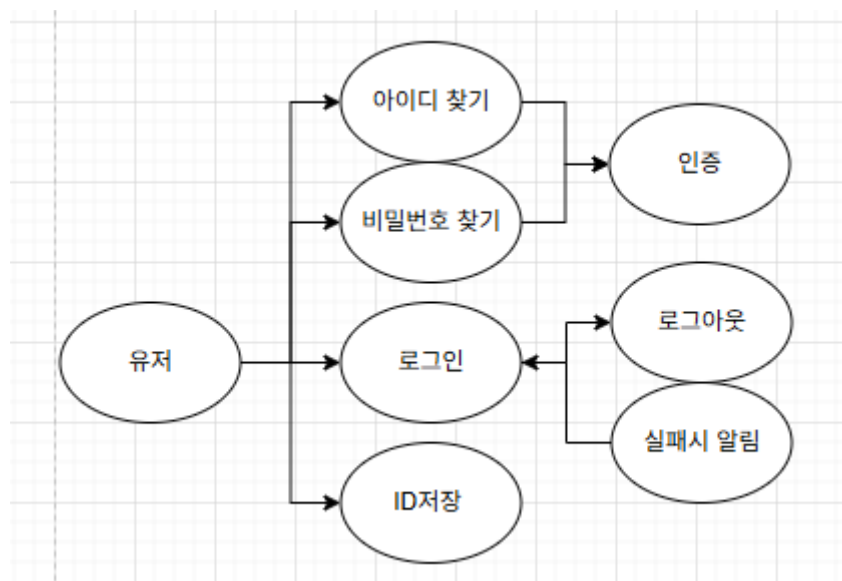 아이디 찾기
인증
비밀번호 찾기
로그아웃
유저
로그인
실패시 알림
ID저장